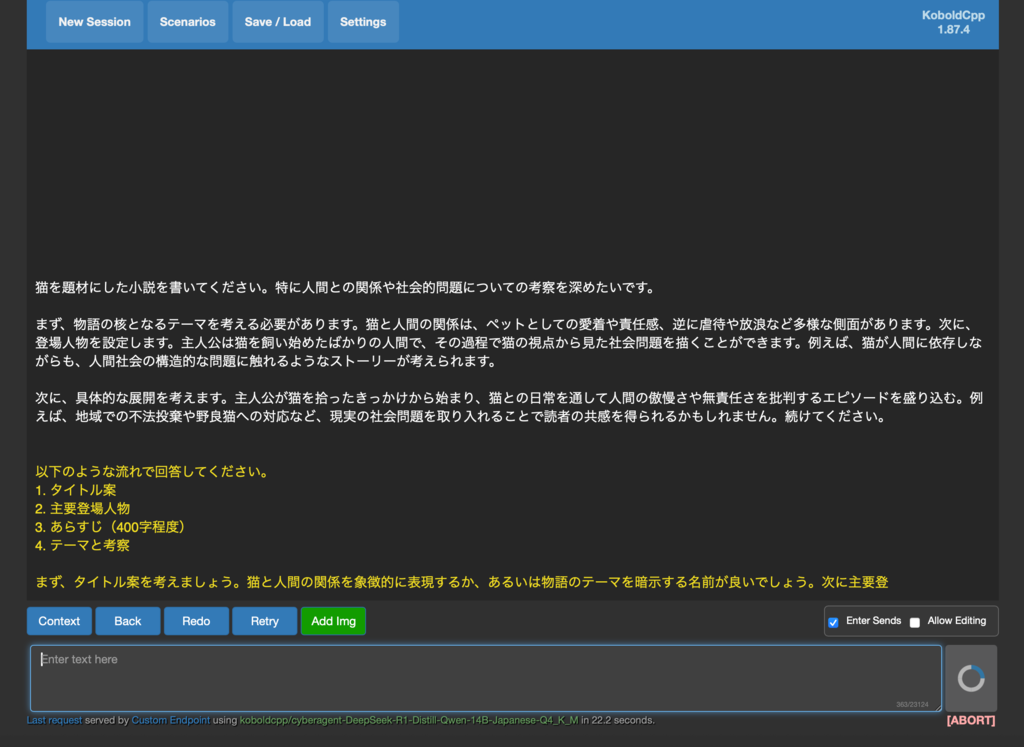 New Session
Scenarios
Save / Load
Settings
KoboldCpp
1.87.4
猫を題材にした小説を書いてください。特に人間との関係や社会的問題についての考察を深めたいです。
まず、物語の核となるテーマを考える必要があります。猫と人間の関係は、ペットとしての愛着や責任感、逆に虐待や放浪など多様な側面があります。次に、
登場人物を設定します。主人公は猫を飼い始めたばかりの人間で、その過程で猫の視点から見た社会問題を描くことができます。例えば、猫が人間に依存しな
がらも、人間社会の構造的な問題に触れるようなストーリーが考えられます。
次に、具体的な展開を考えます。主人公が猫を拾ったきっかけから始まり、猫との日常を通して人間の傲慢さや無責任さを批判するエピソードを盛り込む。例
えば、地域での不法投棄や野良猫への対応など、現実の社会問題を取り入れることで読者の共感を得られるかもしれません。続けてください。
以下のような流れで回答してください。
1. タイトル案
2. 主要登場人物
3. あらすじ（400字程度）
4. テーマと考察
まず、タイトル案を考えましょう。猫と人間の関係を象徴的に表現するか、あるいは物語のテーマを暗示する名前が良いでしょう。次に主要登
Context
Back
Redo
Retry
Add Img
Enter Sends
Allow Editing
Enter text here
363/23124
Last request served by Custom Endpoint using koboldcpp/cyberagent-DeepSeek-R1-Distill-Qwen-14B-Japanese-Q4_K_M in 22.2 seconds.
[ABORT]